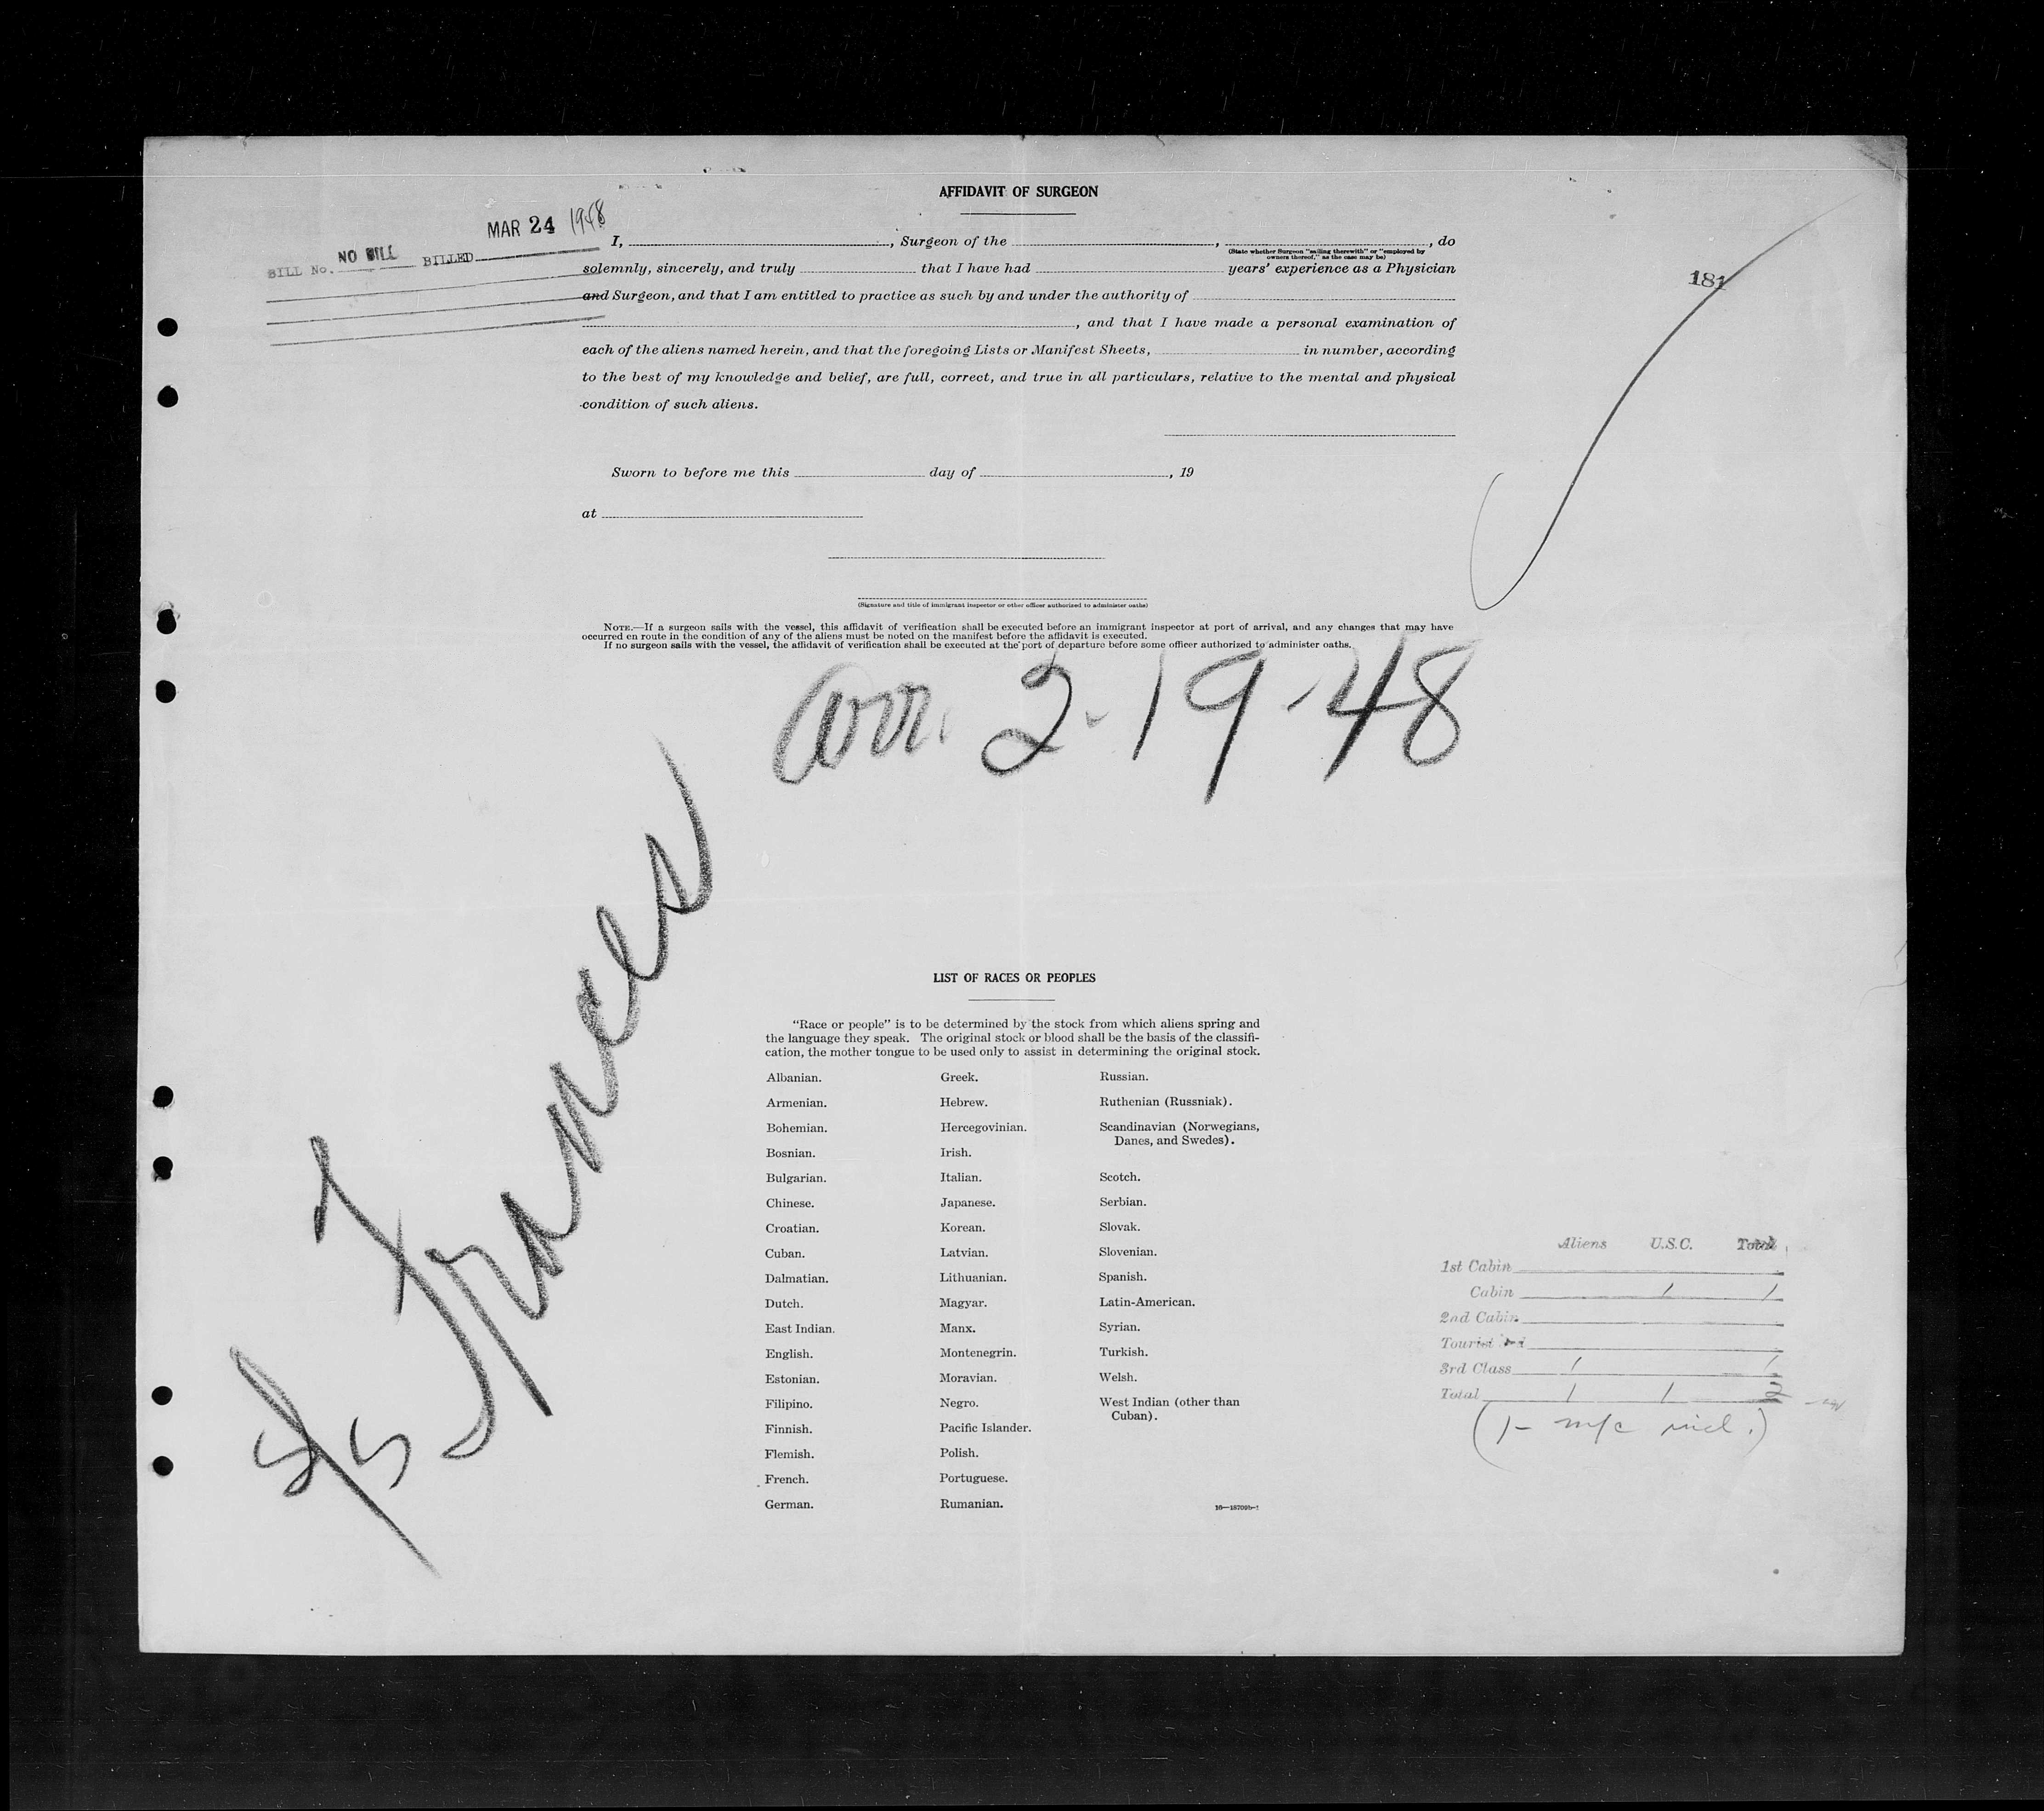 AFFIDAVIT OF SURGEON
MAR 24 1948
BILL No. NO BILL BILLED
181
I, , Surgeon of the , , do
(State whether Surgeon "sailing therewith" or "employed by
owners thereof," as the case may be)
solemnly, sincerely, and truly that I have had years' experience as a Physician
and Surgeon, and that I am entitled to practice as such by and under the authority of
, and that I have made a personal examination of
each of the aliens named herein, and that the foregoing Lists or Manifest Sheets, in number, according
to the best of my knowledge and belief, are full, correct, and true in all particulars, relative to the mental and physical
condition of such aliens.
Sworn to before me this day of , 19
at
(Signature and title of immigrant inspector or other officer authorized to administer oaths)
NOTE.—If a surgeon sails with the vessel, this affidavit of verification shall be executed before an immigrant inspector at port of arrival, and any changes that may have
occurred en route in the condition of any of the aliens must be noted on the manifest before the affidavit is executed.
If no surgeon sails with the vessel, the affidavit of verification shall be executed at the port of departure before some officer authorized to administer oaths.
arr. 2-19-48
S/S Frances
LIST OF RACES OR PEOPLES
"Race or people" is to be determined by the stock from which aliens spring and
the language they speak. The original stock or blood shall be the basis of the classifi-
cation, the mother tongue to be used only to assist in determining the original stock.
Albanian.
Armenian.
Bohemian.
Bosnian.
Bulgarian.
Chinese.
Croatian.
Cuban.
Dalmatian.
Dutch.
East Indian.
English.
Estonian.
Filipino.
Finnish.
Flemish.
French.
German.
Greek.
Hebrew.
Hercegovinian.
Irish.
Italian.
Japanese.
Korean.
Latvian.
Lithuanian.
Magyar.
Manx.
Montenegrin.
Moravian.
Negro.
Pacific Islander.
Polish.
Portuguese.
Rumanian.
Russian.
Ruthenian (Russniak).
Scandinavian (Norwegians,
Danes, and Swedes).
Scotch.
Serbian.
Slovak.
Slovenian.
Spanish.
Latin-American.
Syrian.
Turkish.
Welsh.
West Indian (other than
Cuban).
Aliens U.S.C. Total
1st Cabin
Cabin 1 1
2nd Cabin
Tourist
3rd Class 1 1
Total 1 1 2
(1- m/c incl.)